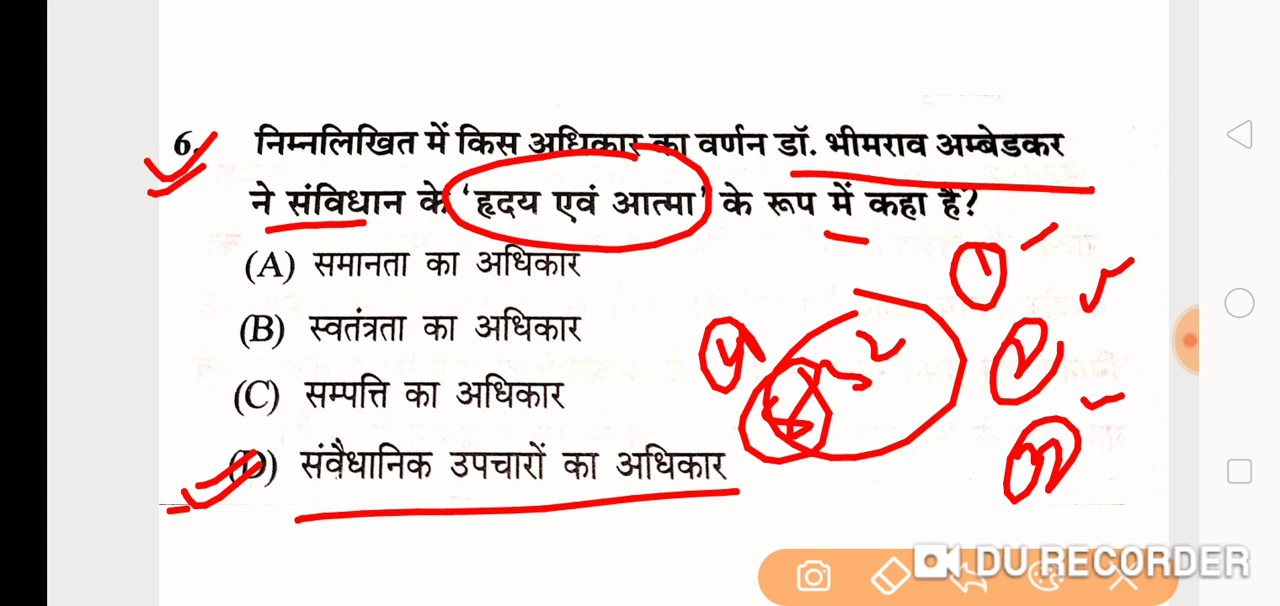 6. निम्नलिखित में किस अधिकार का वर्णन डॉ. भीमराव अम्बेडकर
ने संविधान के 'हृदय एवं आत्मा' के रूप में कहा है?
(A) समानता का अधिकार
(B) स्वतंत्रता का अधिकार
(C) सम्पत्ति का अधिकार
(D) संवैधानिक उपचारों का अधिकार
DU RECORDER